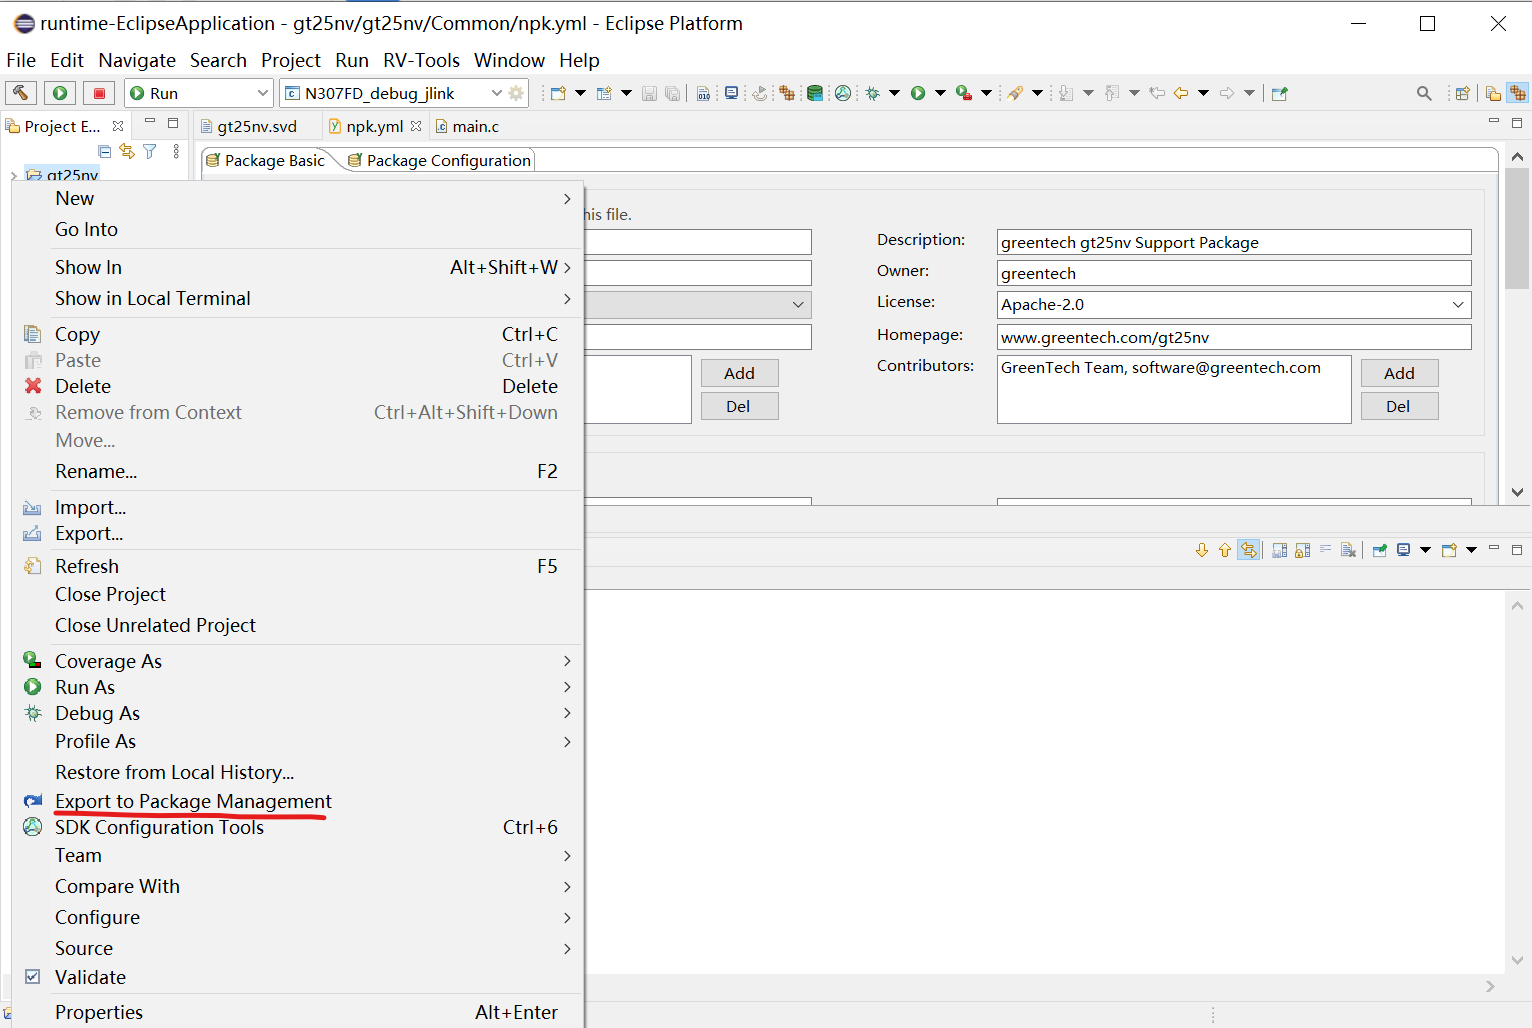 runtime-EclipseApplication - gt25nv/gt25nv/Common/npk.yml - Eclipse Platform
File Edit Navigate Search Project Run RV-Tools Window Help
Run N307FD_debug_jlink
Project E... gt25nv.svd npk.yml main.c
Package Basic Package Configuration
gt25nv
New
his file.
Go Into
Description: greentech gt25nv Support Package
Show In Alt+Shift+W
Owner: greentech
Show in Local Terminal
License: Apache-2.0
Copy Ctrl+C
Homepage: www.greentech.com/gt25nv
Paste Ctrl+V
Contributors: GreenTech Team, software@greentech.com
Add Add
Delete Delete
Remove from Context Ctrl+Alt+Shift+Down
Del Del
Move...
Rename... F2
Import...
Export...
Refresh F5
Close Project
Close Unrelated Project
Coverage As
Run As
Debug As
Profile As
Restore from Local History...
Export to Package Management
SDK Configuration Tools Ctrl+6
Team
Compare With
Configure
Source
Validate
Properties Alt+Enter